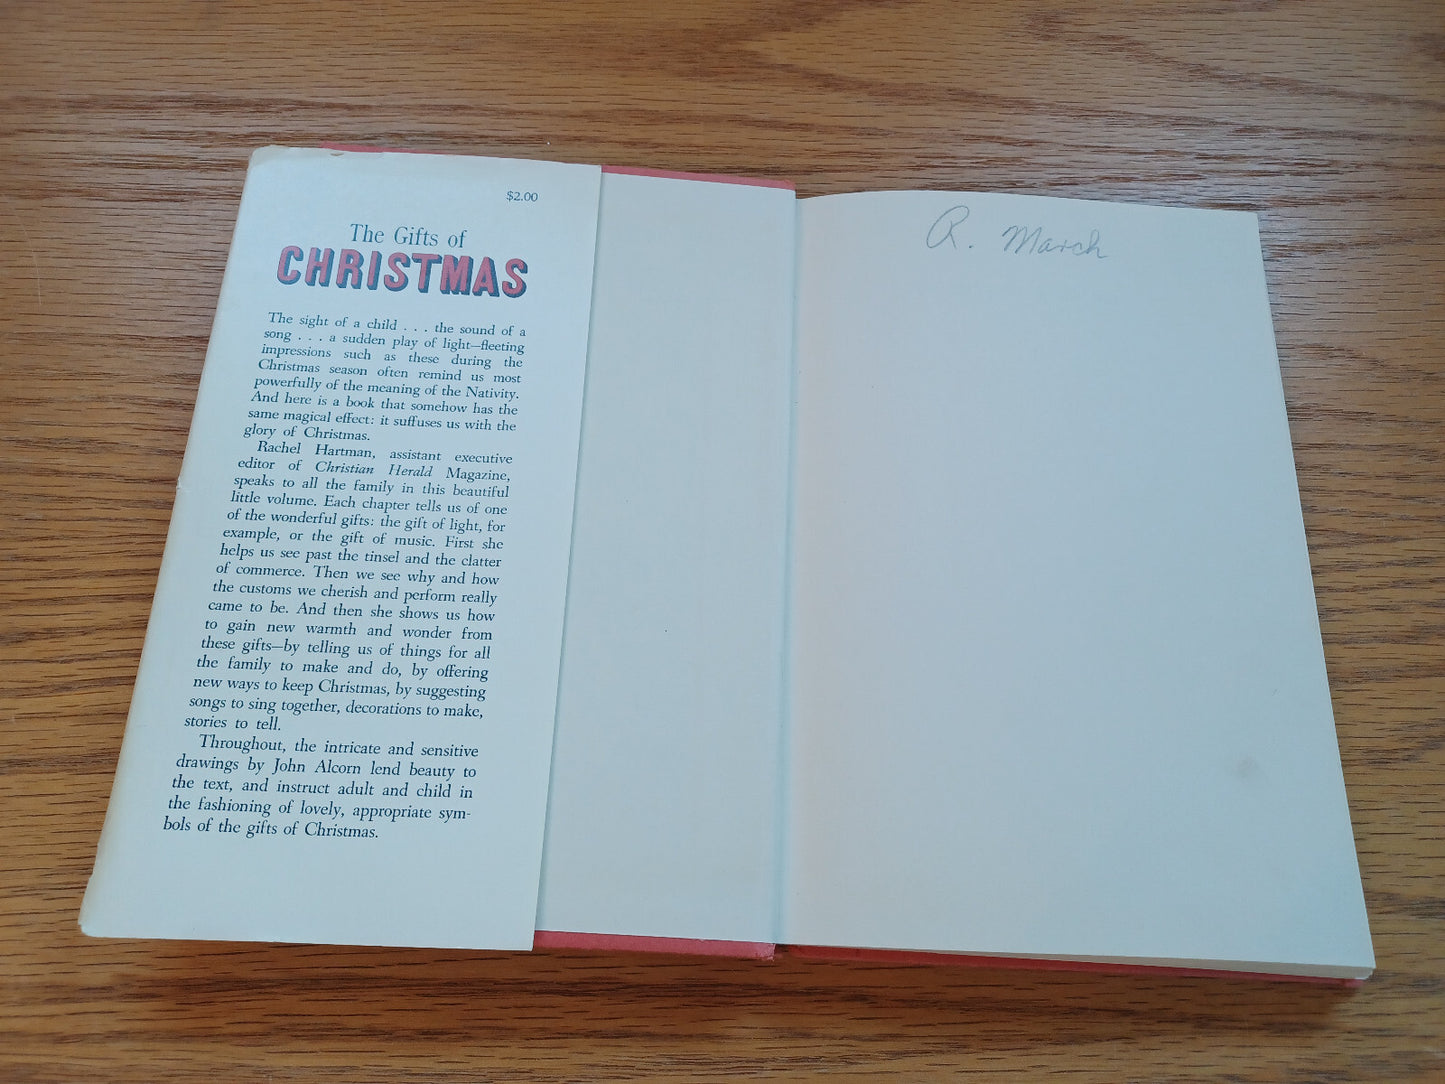 $2.00
The Gifts of
CHRISTMAS
The sight of a child . . . the sound of a
song . . . a sudden play of light—fleeting
impressions such as these during the
Christmas season often remind us most
powerfully of the meaning of the Nativity.
And here is a book that somehow has the
same magical effect: it suffuses us with the
glory of Christmas.
Rachel Hartman, assistant executive
editor of Christian Herald Magazine,
speaks to all the family in this beautiful
little volume. Each chapter tells us of one
of the wonderful gifts: the gift of light, for
example, or the gift of music. First she
helps us see past the tinsel and the clatter
of commerce. Then we see why and how
the customs we cherish and perform really
came to be. And then she shows us how
to gain new warmth and wonder from
these gifts—by telling us of things for all
the family to make and do, by offering
new ways to keep Christmas, by suggesting
songs to sing together, decorations to make,
stories to tell.
Throughout, the intricate and sensitive
drawings by John Alcorn lend beauty to
the text, and instruct adult and child in
the fashioning of lovely, appropriate sym-
bols of the gifts of Christmas.
R. March